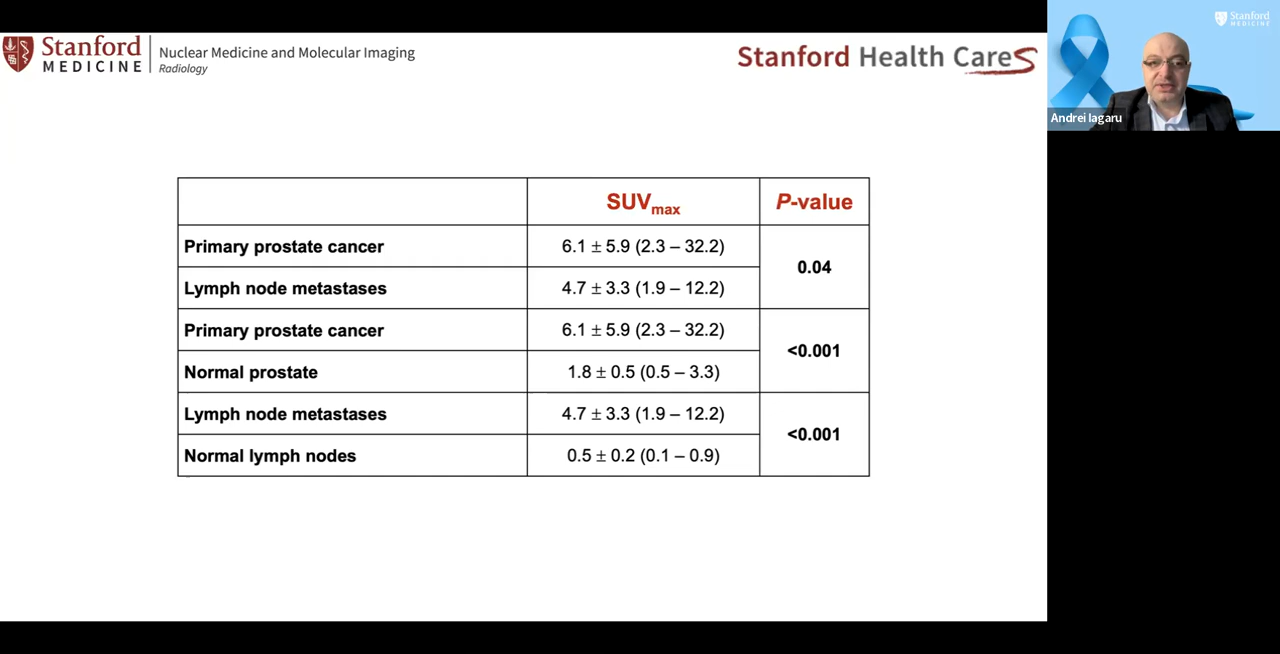 Stanford
MEDICINE
Nuclear Medicine and Molecular Imaging
Radiology
Stanford Health Care
Stanford
MEDICINE
Andrei Iagaru
SUVmax P-value
Primary prostate cancer 6.1 ± 5.9 (2.3 – 32.2)
0.04
Lymph node metastases 4.7 ± 3.3 (1.9 – 12.2)
Primary prostate cancer 6.1 ± 5.9 (2.3 – 32.2)
<0.001
Normal prostate 1.8 ± 0.5 (0.5 – 3.3)
Lymph node metastases 4.7 ± 3.3 (1.9 – 12.2)
<0.001
Normal lymph nodes 0.5 ± 0.2 (0.1 – 0.9)